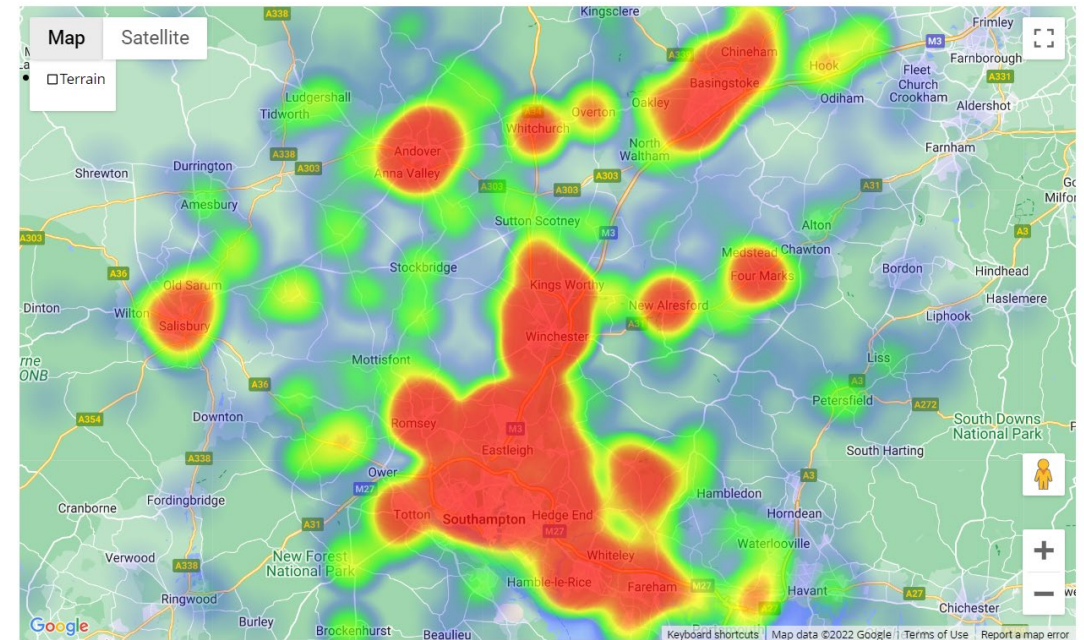 Map
Satellite
Terrain
A338
Kingsclere
Frimley
M3
Farnborough
A331
Chineham
Hook
Fleet
Church
Crookham
Basingstoke
Oakley
Odiham
Aldershot
Ludgershall
Tidworth
Overton
Whitchurch
North
Waltham
Farnham
Andover
Anna Valley
A338
A303
Durrington
Shrewton
Amesbury
A303
A303
A303
A31
Milfor
Sutton Scotney
M3
Alton
A3
A303
A36
Stockbridge
Medstead
Chawton
Four Marks
Bordon
Hindhead
Haslemere
Liphook
Old Sarum
Wilton
Salisbury
Dinton
Kings Worthy
New Alresford
Winchester
Mottisfont
rne
ONB
Liss
A3
Petersfield
A272
A36
A354
Downton
Romsey
M3
Eastleigh
South Downs
National Park
South Harting
A338
Ower
M27
A3
Hambledon
Horndean
Fordingbridge
Cranborne
Totton
Southampton
Hedge End
M27
A31
Waterlooville
Verwood
A338
New Forest
National Park
Whiteley
Hamble-le-Rice
Fareham
M27
A27
Havant
A27
Ringwood
Chichester
Burley
Brockenhurst
Beaulieu
Google
Keyboard shortcuts
Map data ©2022 Google
Terms of Use
Report a map error